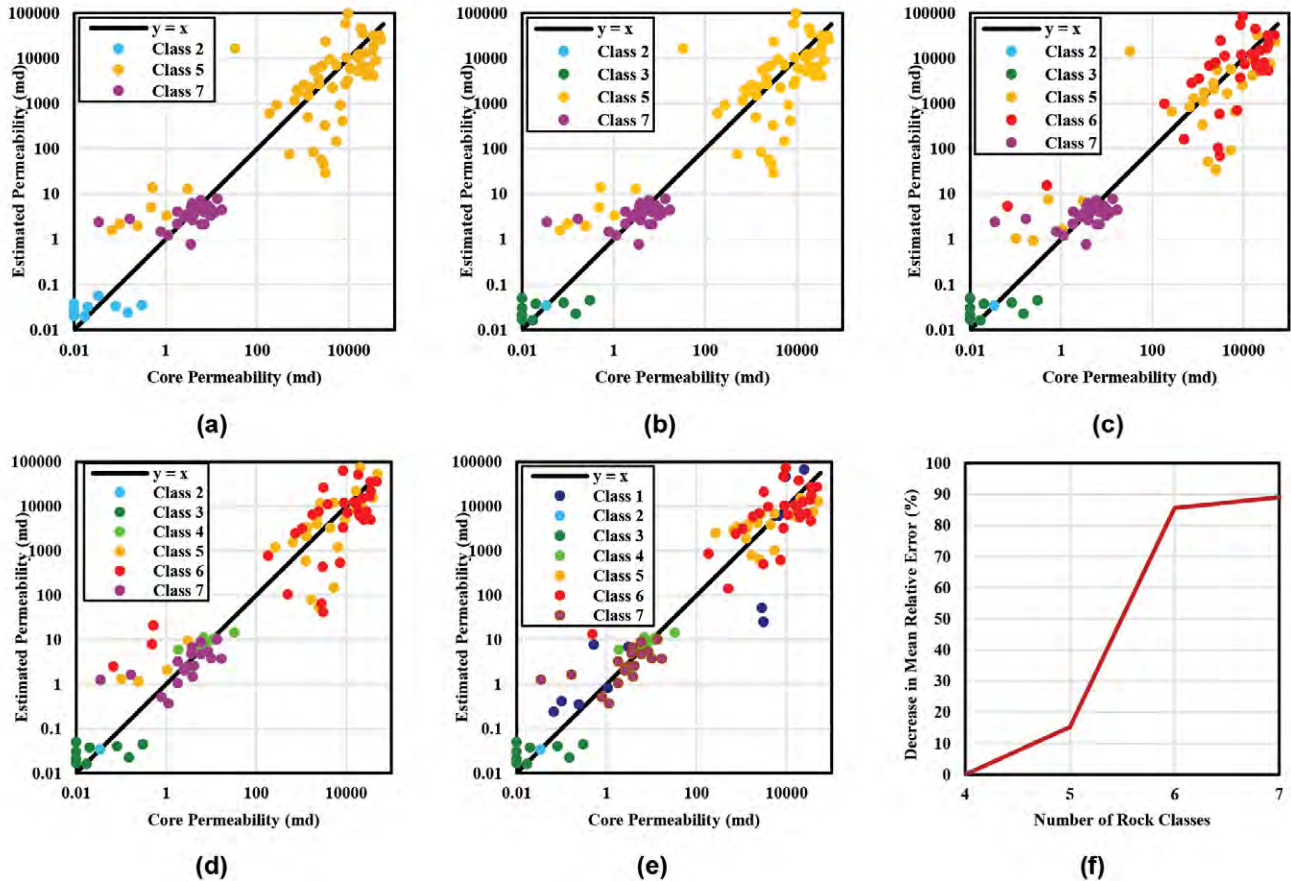 100000
10000
1000
100
10
1
0.1
0.01
Estimated Permeability (md)
y = x
Class 2
Class 5
Class 7
0.01 1 100 10000
Core Permeability (md)
(a)
100000
10000
1000
100
10
1
0.1
0.01
Estimated Permeability (md)
y = x
Class 2
Class 3
Class 5
Class 7
0.01 1 100 10000
Core Permeability (md)
(b)
100000
10000
1000
100
10
1
0.1
0.01
Estimated Permeability (md)
y = x
Class 2
Class 3
Class 5
Class 6
Class 7
0.01 1 100 10000
Core Permeability (md)
(c)
100000
10000
1000
100
10
1
0.1
0.01
Estimated Permeability (md)
y = x
Class 2
Class 3
Class 4
Class 5
Class 6
Class 7
0.01 1 100 10000
Core Permeability (md)
(d)
100000
10000
1000
100
10
1
0.1
0.01
Estimated Permeability (md)
y = x
Class 1
Class 2
Class 3
Class 4
Class 5
Class 6
Class 7
0.01 1 100 10000
Core Permeability (md)
(e)
100
90
80
70
60
50
40
30
20
10
0
Decrease in Mean Relative Error (%)
4 5 6 7
Number of Rock Classes
(f)